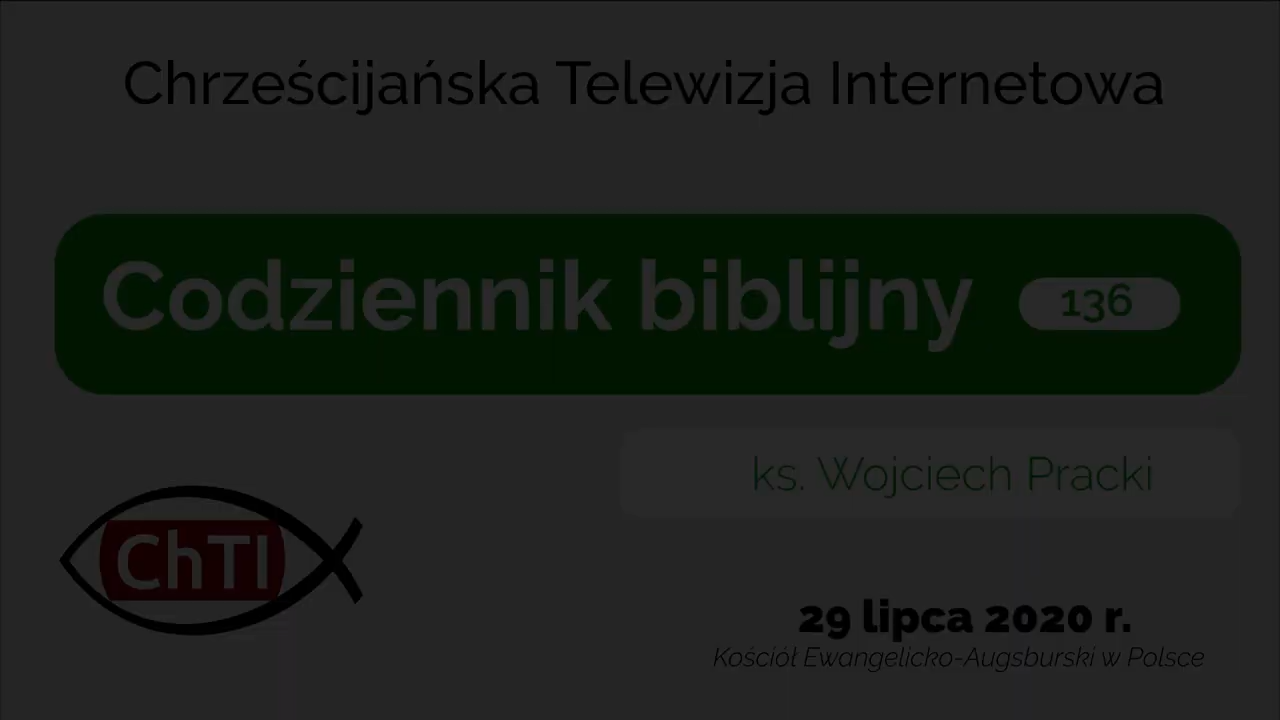 Chrześcijańska Telewizja Internetowa
Codziennik biblijny 136
ks. Wojciech Pracki
ChTI
29 lipca 2020 r.
Kościół Ewangelicko-Augsburski w Polsce